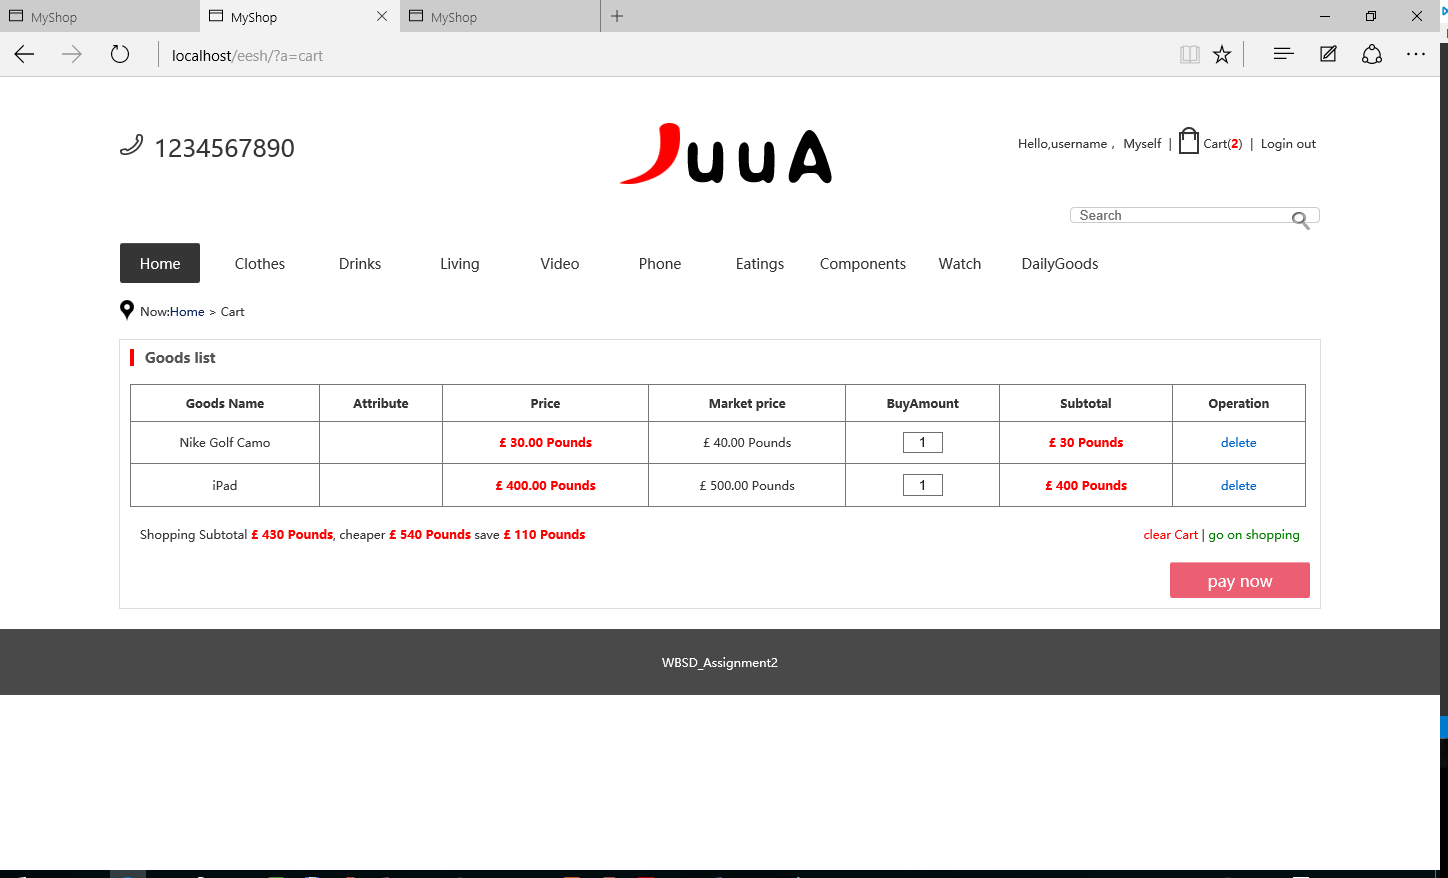 MyShop MyShop MyShop
localhost/eesh/?a=cart
1234567890
JuuA
Hello,username , Myself | Cart(2) | Login out
Search
Home Clothes Drinks Living Video Phone Eatings Components Watch DailyGoods
Now:Home > Cart
Goods list
Goods Name Attribute Price Market price BuyAmount Subtotal Operation
Nike Golf Camo £ 30.00 Pounds £ 40.00 Pounds 1 £ 30 Pounds delete
iPad £ 400.00 Pounds £ 500.00 Pounds 1 £ 400 Pounds delete
Shopping Subtotal £ 430 Pounds, cheaper £ 540 Pounds save £ 110 Pounds clear Cart | go on shopping
pay now
WBSD_Assignment2